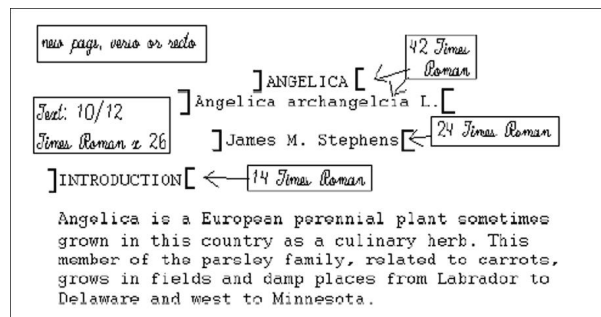 new page, verso or recto
42 Times
Roman
]ANGELICA[
]Angelica archangelcia L.[
Text: 10/12
Times Roman x 26
]James M. Stephens[
24 Times Roman
]INTRODUCTION[
14 Times Roman
Angelica is a European perennial plant sometimes
grown in this country as a culinary herb. This
member of the parsley family, related to carrots,
grows in fields and damp places from Labrador to
Delaware and west to Minnesota.